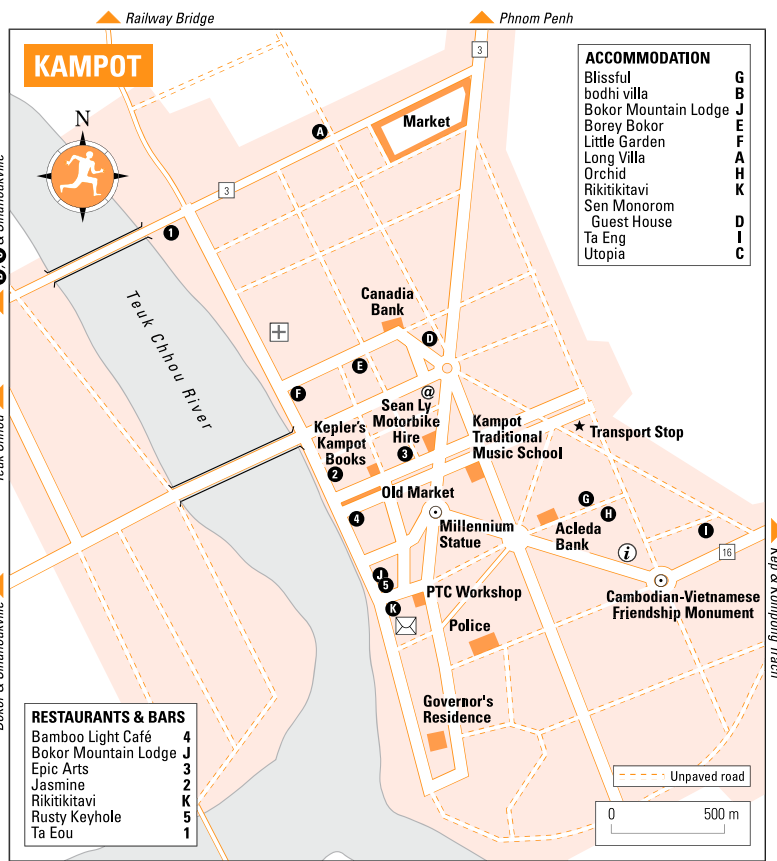 Railway Bridge
Phnom Penh
KAMPOT
N
3
ACCOMMODATION
Blissful G
bodhi villa B
Bokor Mountain Lodge J
Borey Bokor E
Little Garden F
Long Villa A
Orchid H
Rikitikitavi K
Sen Monorom
Guest House D
Ta Eng I
Utopia C
Market
A
3
1
Teuk Chhou River
Canadia
Bank
D
E
F
@
Sean Ly
Motorbike
Hire
3
Kepler's
Kampot
Books
2
Kampot
Traditional
Music School
Transport Stop
Old Market
4
Millennium
Statue
G
H
Acleda
Bank
i
I
16
Cambodian-Vietnamese
Friendship Monument
Kep & Kompong Trach
J
5
K
PTC Workshop
Police
Governor's
Residence
& Sihanoukville
Teuk Chhou
Bokor & Sihanoukville
RESTAURANTS & BARS
Bamboo Light Café 4
Bokor Mountain Lodge J
Epic Arts 3
Jasmine 2
Rikitikitavi K
Rusty Keyhole 5
Ta Eou 1
Unpaved road
0 500 m